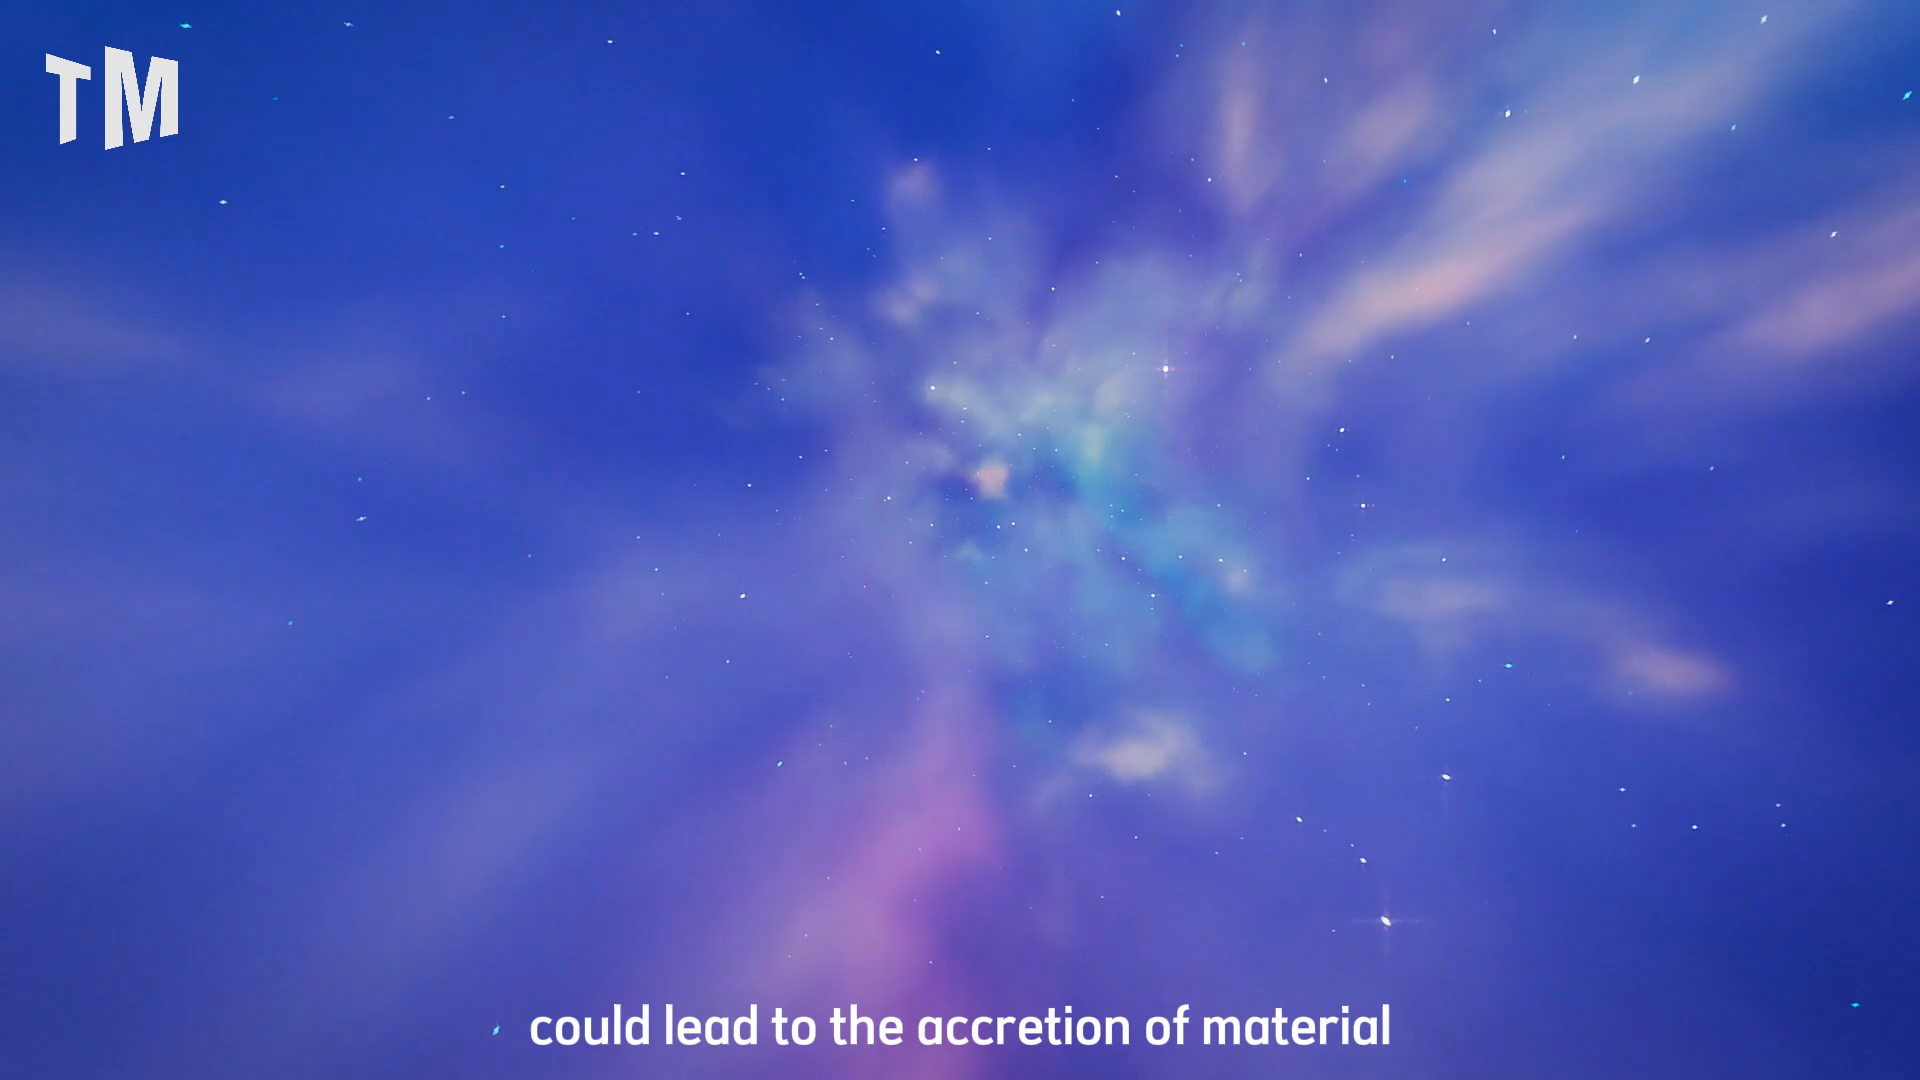 TM
could lead to the accretion of material